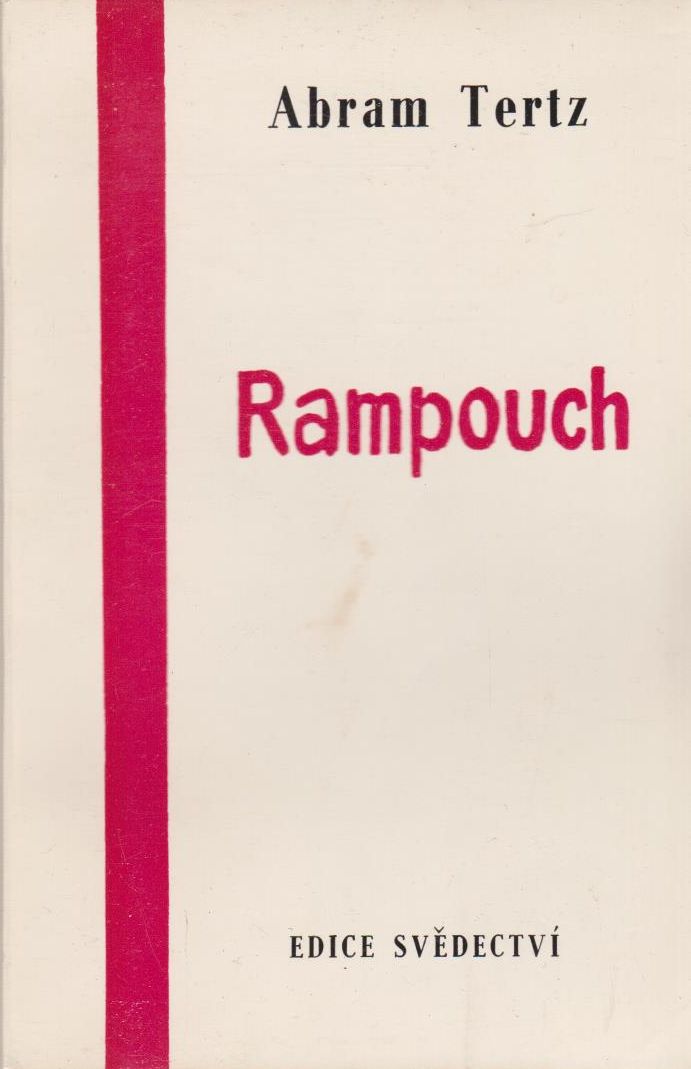 Abram Tertz
Rampouch
EDICE SVĚDECTVÍ